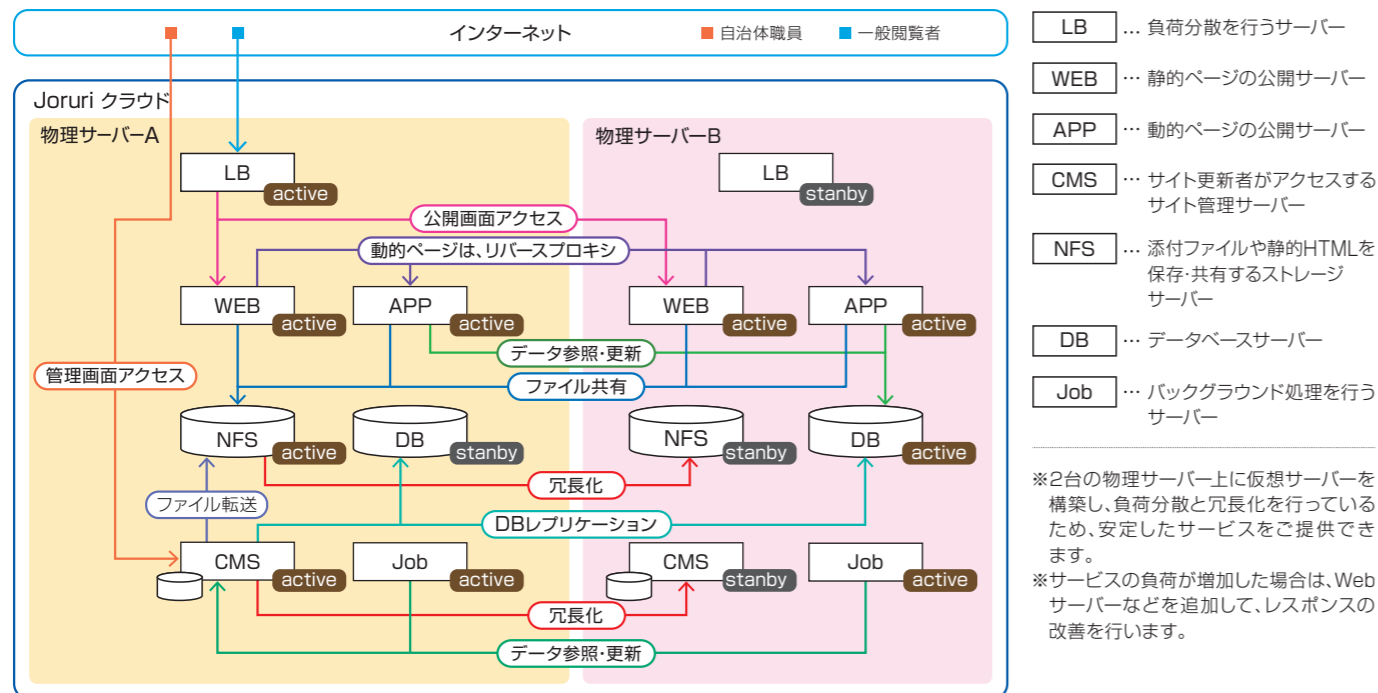 インターネット
自治体職員
一般閲覧者
Joruri クラウド
物理サーバーA
物理サーバーB
LB
active
LB
stanby
公開画面アクセス
動的ページは、リバースプロキシ
WEB
active
APP
active
WEB
active
APP
active
データ参照・更新
管理画面アクセス
ファイル共有
NFS
active
DB
stanby
NFS
stanby
DB
active
冗長化
ファイル転送
DBレプリケーション
CMS
active
Job
active
CMS
stanby
Job
active
冗長化
データ参照・更新
LB … 負荷分散を行うサーバー
WEB … 静的ページの公開サーバー
APP … 動的ページの公開サーバー
CMS … サイト更新者がアクセスする
サイト管理サーバー
NFS … 添付ファイルや静的HTMLを
保存・共有するストレージ
サーバー
DB … データベースサーバー
Job … バックグラウンド処理を行う
サーバー
※2台の物理サーバー上に仮想サーバーを
構築し、負荷分散と冗長化を行っている
ため、安定したサービスをご提供でき
ます。
※サービスの負荷が増加した場合は、Web
サーバーなどを追加して、レスポンスの
改善を行います。